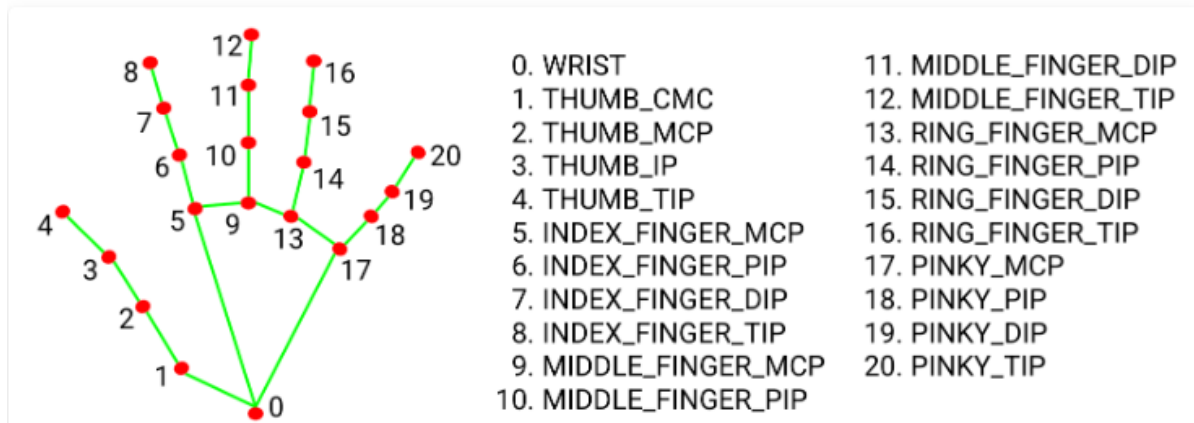 12
8
16
11
7
15
6
10
20
14
19
4
5
9
13
18
3
17
2
1
0
0. WRIST
1. THUMB_CMC
2. THUMB_MCP
3. THUMB_IP
4. THUMB_TIP
5. INDEX_FINGER_MCP
6. INDEX_FINGER_PIP
7. INDEX_FINGER_DIP
8. INDEX_FINGER_TIP
9. MIDDLE_FINGER_MCP
10. MIDDLE_FINGER_PIP
11. MIDDLE_FINGER_DIP
12. MIDDLE_FINGER_TIP
13. RING_FINGER_MCP
14. RING_FINGER_PIP
15. RING_FINGER_DIP
16. RING_FINGER_TIP
17. PINKY_MCP
18. PINKY_PIP
19. PINKY_DIP
20. PINKY_TIP